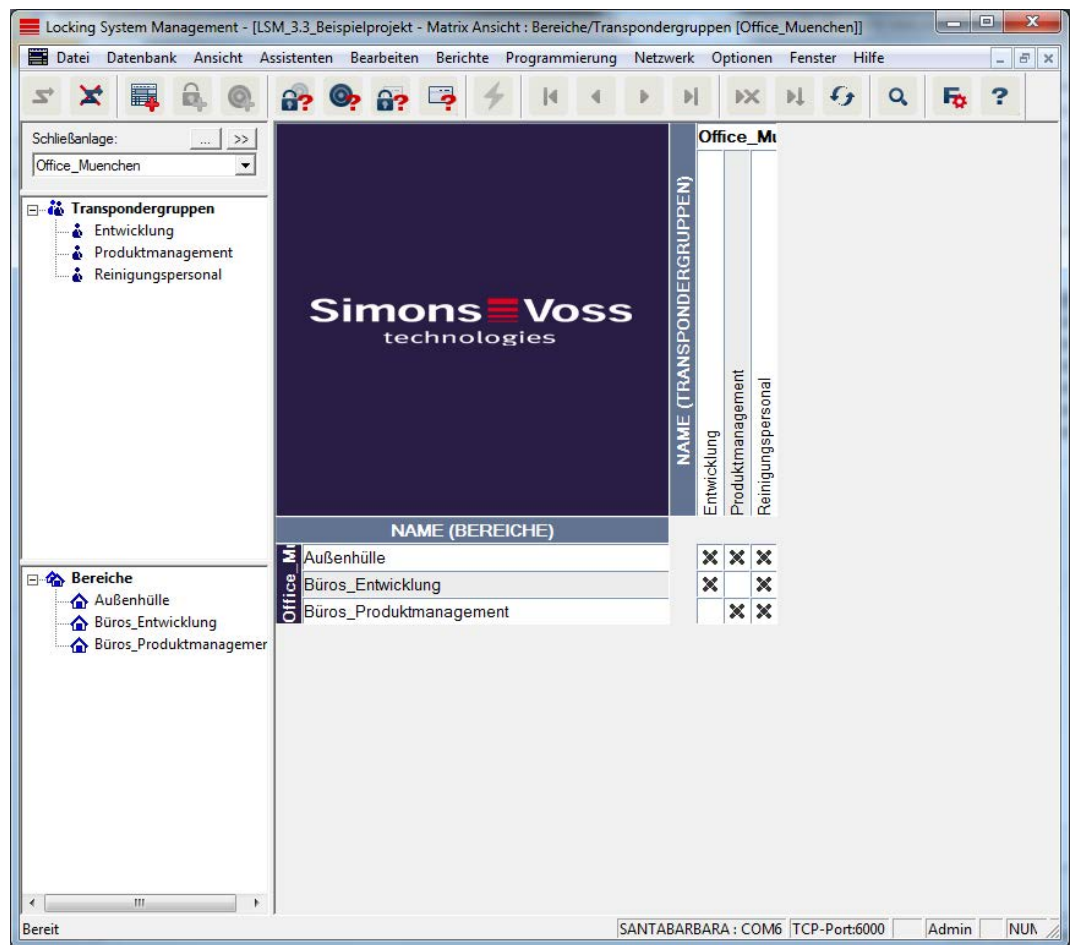 Locking System Management - [LSM_3.3_Beispielprojekt - Matrix Ansicht : Bereiche/Transpondergruppen [Office_Muenchen]]
Datei Datenbank Ansicht Assistenten Bearbeiten Berichte Programmierung Netzwerk Optionen Fenster Hilfe
Schließanlage: ... >>
Office_Muenchen
Transpondergruppen
Entwicklung
Produktmanagement
Reinigungspersonal
Bereiche
Außenhülle
Büros_Entwicklung
Büros_Produktmanagemer
Simons Voss
technologies
NAME (TRANSPONDERGRUPPEN)
Office_Mu
Entwicklung
Produktmanagement
Reinigungspersonal
NAME (BEREICHE)
Office_M
Außenhülle
Büros_Entwicklung
Büros_Produktmanagement
Bereit
SANTABARBARA : COM6 TCP-Port:6000 Admin NUM